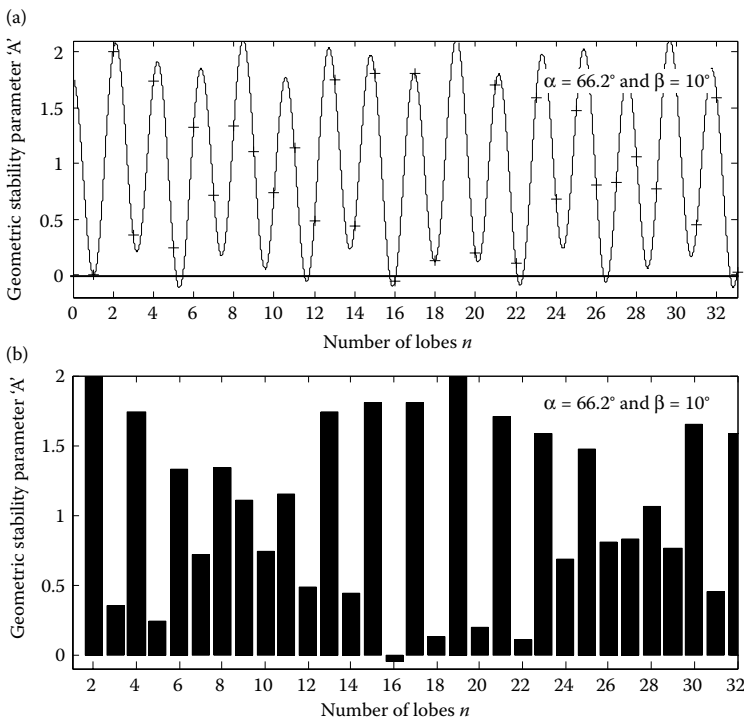 (a)
Geometric stability parameter ‘A’
2
1.5
1
0.5
0
α = 66.2° and β = 10°
0 2 4 6 8 10 12 14 16 18 20 22 24 26 28 30 32
Number of lobes n
(b)
Geometric stability parameter ‘A’
2
1.5
1
0.5
0
α = 66.2° and β = 10°
2 4 6 8 10 12 14 16 18 20 22 24 26 28 30 32
Number of lobes n